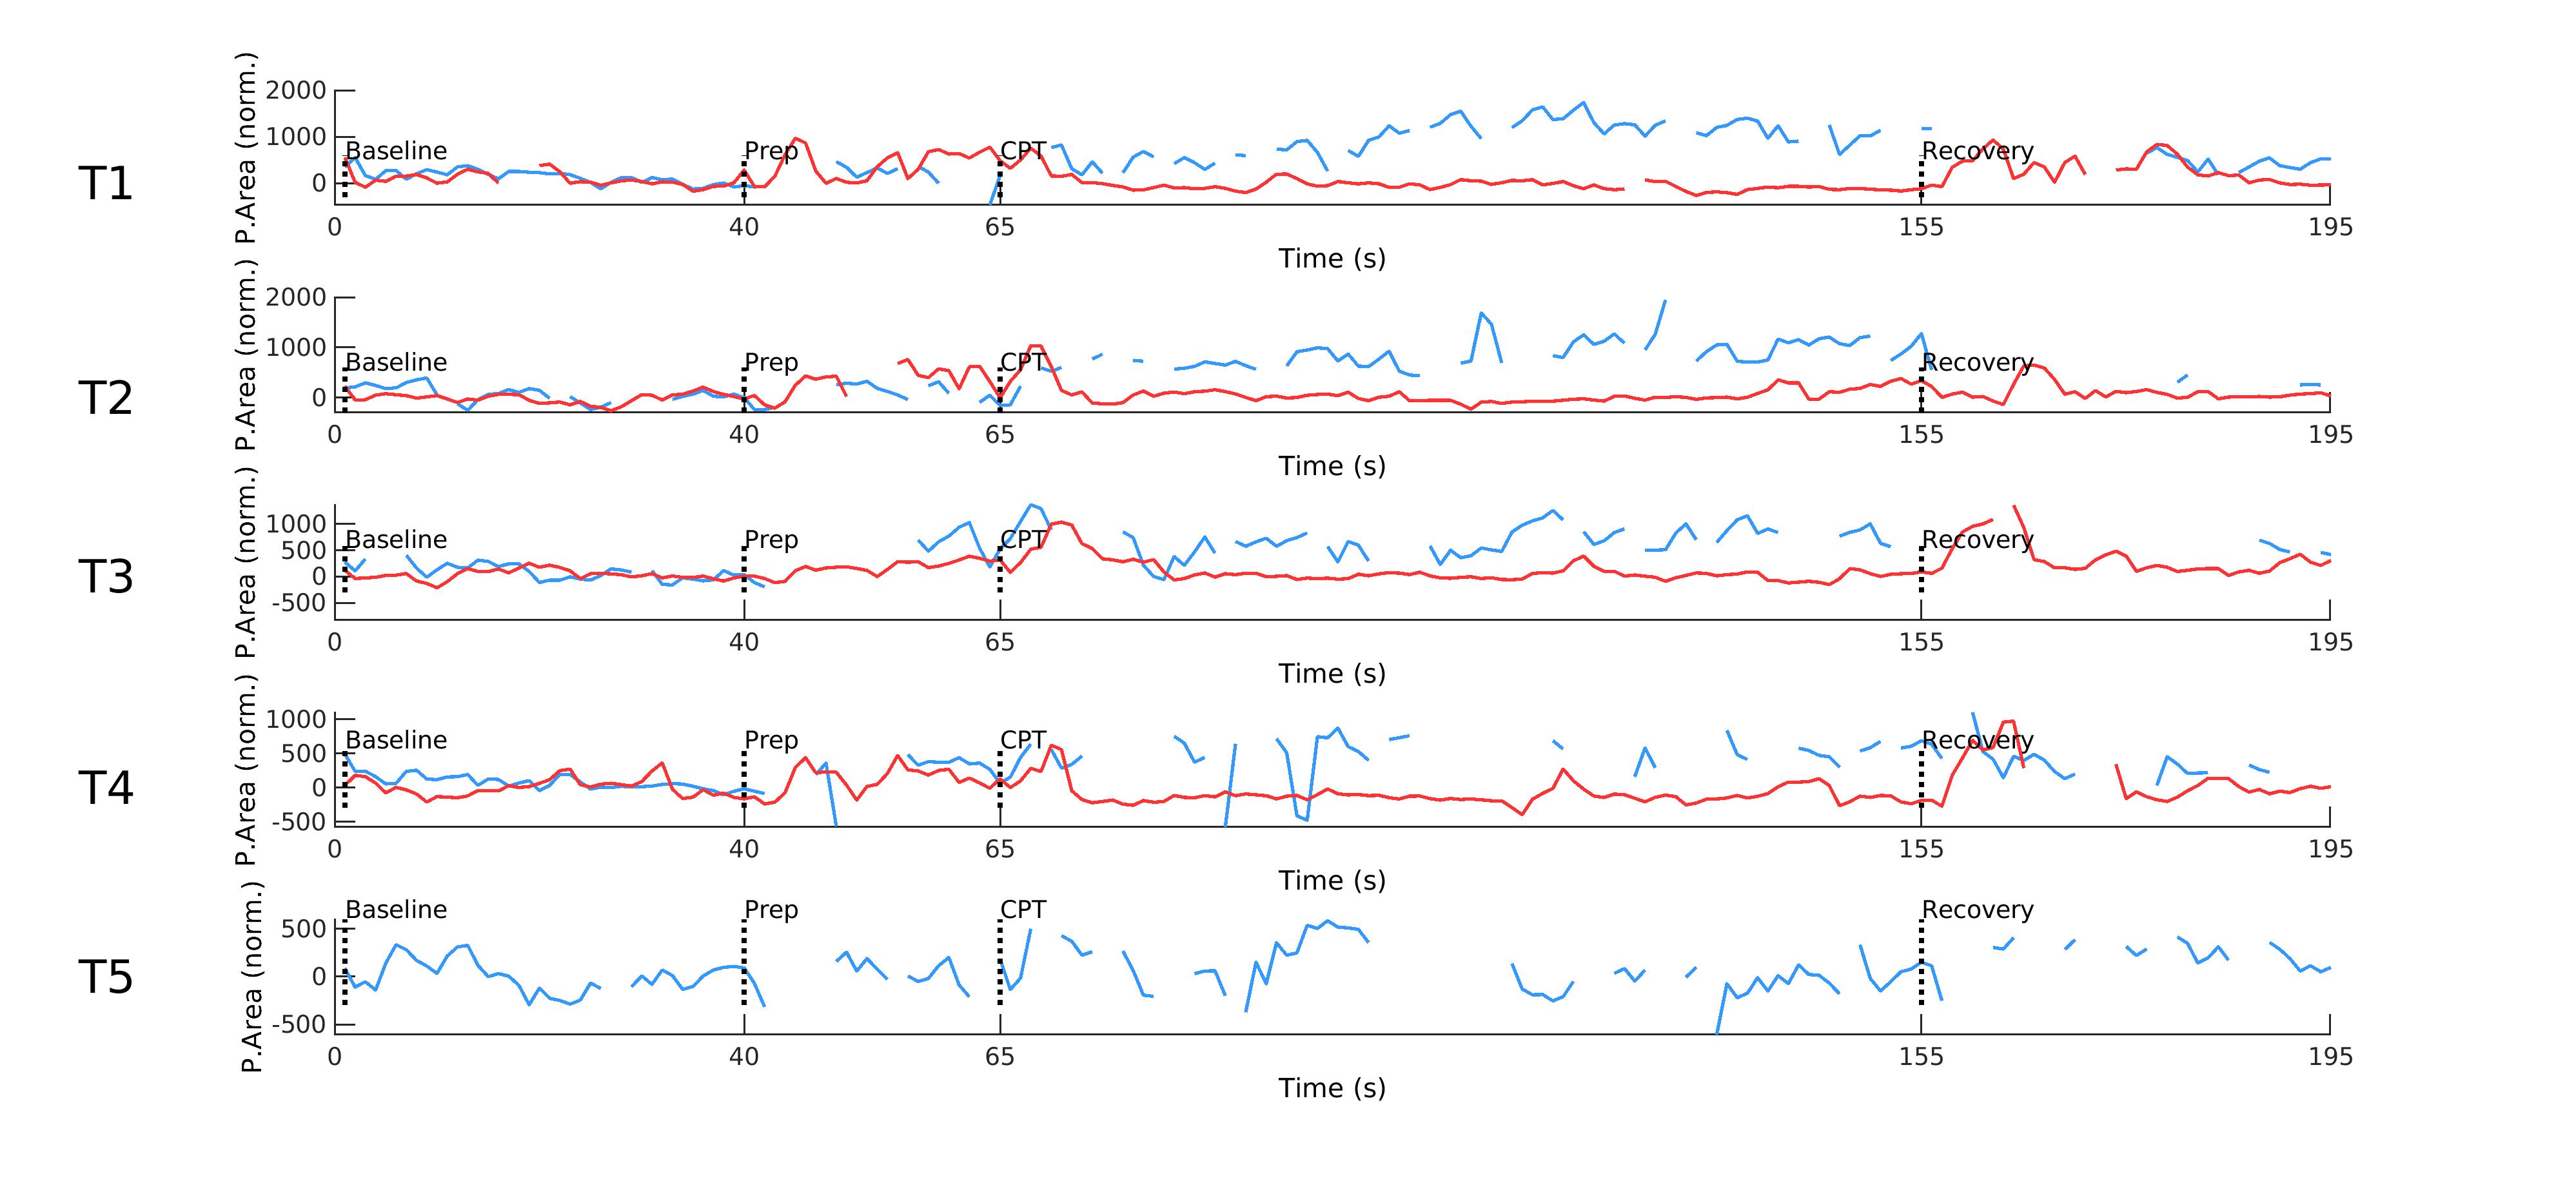 T1
P.Area (norm.)
2000
1000
0
Baseline
Prep
CPT
Recovery
0 40 65 155 195
Time (s)
T2
P.Area (norm.)
2000
1000
0
Baseline
Prep
CPT
Recovery
0 40 65 155 195
Time (s)
T3
P.Area (norm.)
1000
500
0
-500
Baseline
Prep
CPT
Recovery
0 40 65 155 195
Time (s)
T4
P.Area (norm.)
1000
500
0
-500
Baseline
Prep
CPT
Recovery
0 40 65 155 195
Time (s)
T5
P.Area (norm.)
500
0
-500
Baseline
Prep
CPT
Recovery
0 40 65 155 195
Time (s)